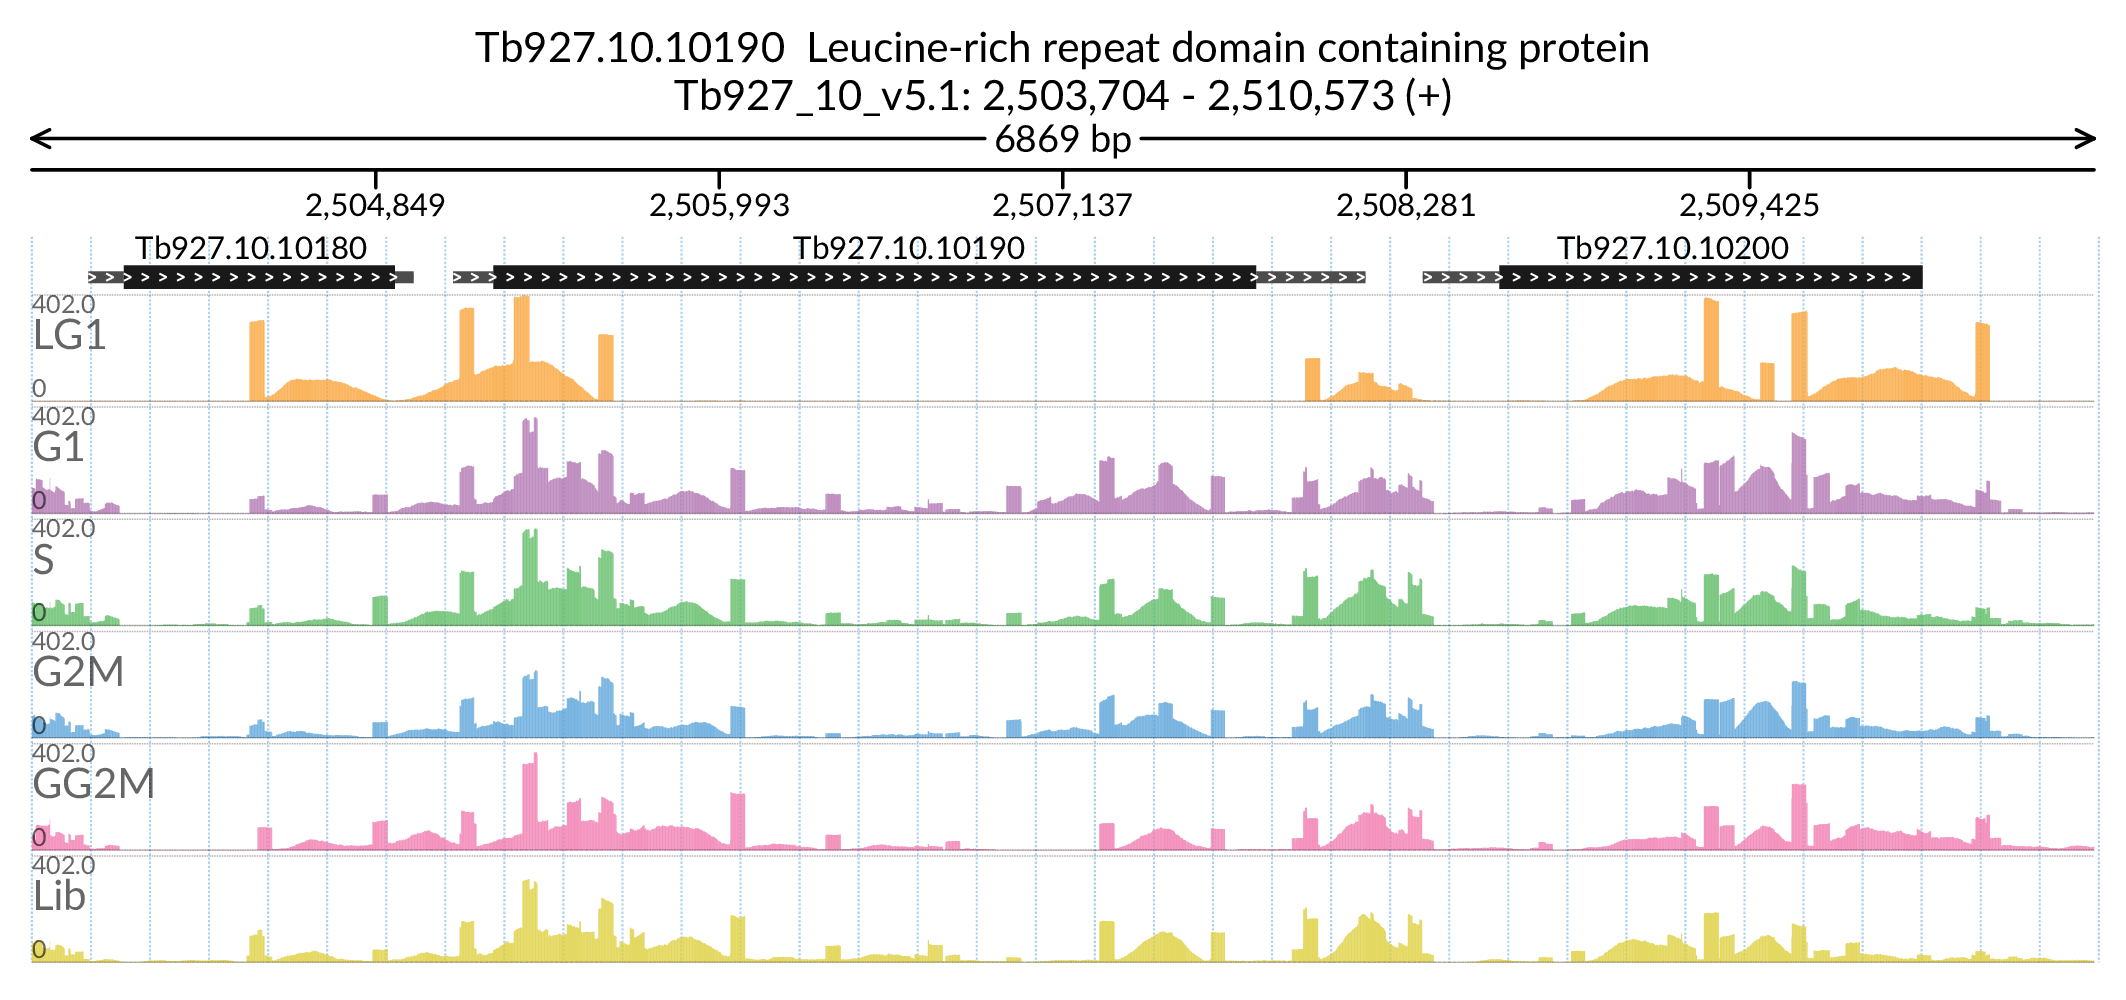 Tb927.10.10190  Leucine-rich repeat domain containing protein
Tb927_10_v5.1: 2,503,704 - 2,510,573 (+)
6869 bp
2,504,849 2,505,993 2,507,137 2,508,281 2,509,425
Tb927.10.10180 Tb927.10.10190 Tb927.10.10200
402.0
LG1
0
402.0
G1
0
402.0
S
0
402.0
G2M
0
402.0
GG2M
0
402.0
Lib
0